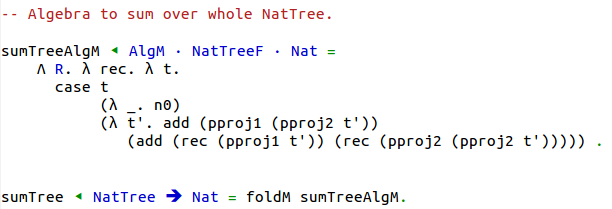 -- Algebra to sum over whole NatTree.
sumTreeAlgM ◂ AlgM · NatTreeF · Nat =
Λ R. λ rec. λ t.
case t
(λ _. n0)
(λ t'. add (pproj1 (pproj2 t'))
(add (rec (pproj1 t')) (rec (pproj2 (pproj2 t'))))) .
sumTree ◂ NatTree ➔ Nat = foldM sumTreeAlgM.